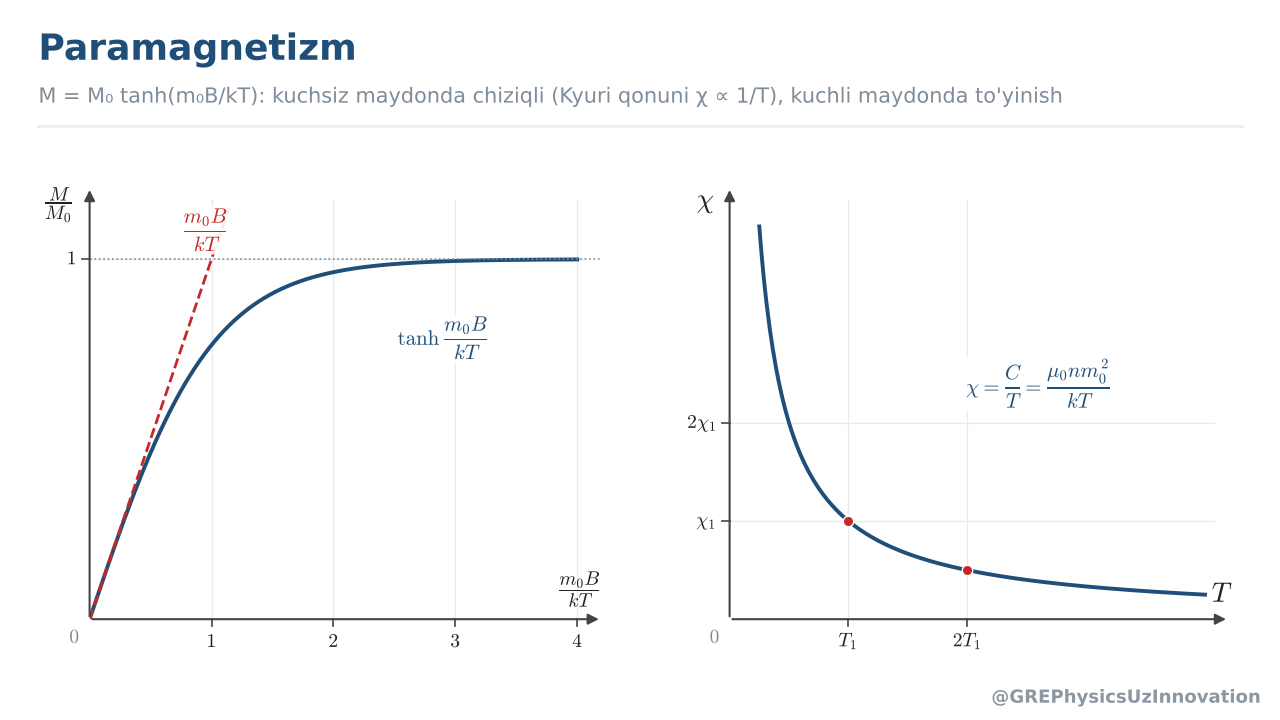 Paramagnetizm
M = M₀ tanh(m₀B/kT): kuchsiz maydonda chiziqli (Kyuri qonuni χ ∝ 1/T), kuchli maydonda to'yinish
M/M₀
m₀B/kT
1
tanh m₀B/kT
m₀B/kT
0
1
2
3
4
χ
χ = C/T = μ₀nm₀²/kT
2χ₁
χ₁
T
0
T₁
2T₁
@GREPhysicsUzInnovation